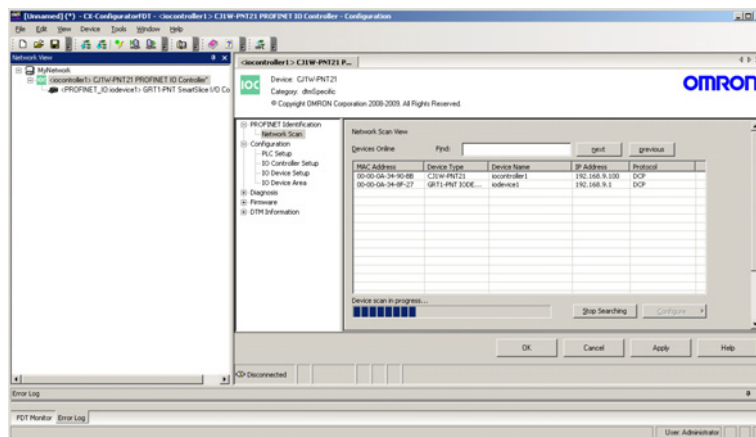 [Unnamed] (*) - CX-ConfiguratorFDT - <iocontroller1> CJ1W-PNT21 PROFINET IO Controller - Configuration
File Edit View Device Tools Window Help
Network View
MyNetwork
<iocontroller1> CJ1W-PNT21 PROFINET IO Controller*
<PROFINET_IO:iodevice1> GRT1-PNT SmartSlice I/O Co
<iocontroller1> CJ1W-PNT21 P...
IOC
Device: CJ1W-PNT21
Category: dtmSpecific
© Copyright OMRON Corporation 2008-2009. All Rights Reserved.
OMRON
PROFINET Identification
Network Scan
Configuration
PLC Setup
IO Controller Setup
IO Device Setup
IO Device Area
Diagnosis
Firmware
DTM Information
Network Scan View
Devices Online Find: next previous
MAC Address Device Type Device Name IP Address Protocol
00-00-0A-34-90-BB CJ1W-PNT21 iocontroller1 192.168.9.100 DCP
00-00-0A-34-8F-27 GRT1-PNT IODE... iodevice1 192.168.9.1 DCP
Device scan in progress...
Stop Searching Configure
OK Cancel Apply Help
Disconnected
Error Log
FDT Monitor Error Log
User: Administrator